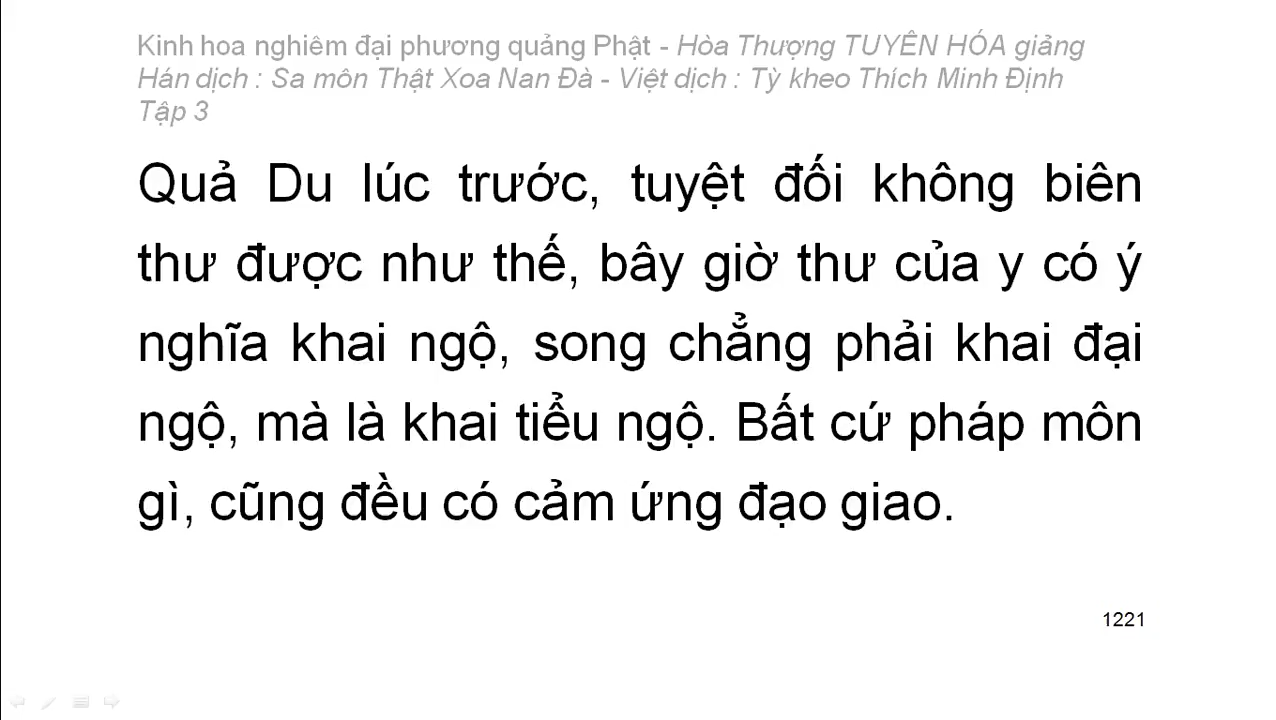 Kinh hoa nghiêm đại phương quảng Phật - Hòa Thượng TUYÊN HÓA giảng
Hán dịch : Sa môn Thật Xoa Nan Đà - Việt dịch : Tỳ kheo Thích Minh Định
Tập 3
Quả Du lúc trước, tuyệt đối không biên
thư được như thế, bây giờ thư của y có ý
nghĩa khai ngộ, song chẳng phải khai đại
ngộ, mà là khai tiểu ngộ. Bất cứ pháp môn
gì, cũng đều có cảm ứng đạo giao.
1221